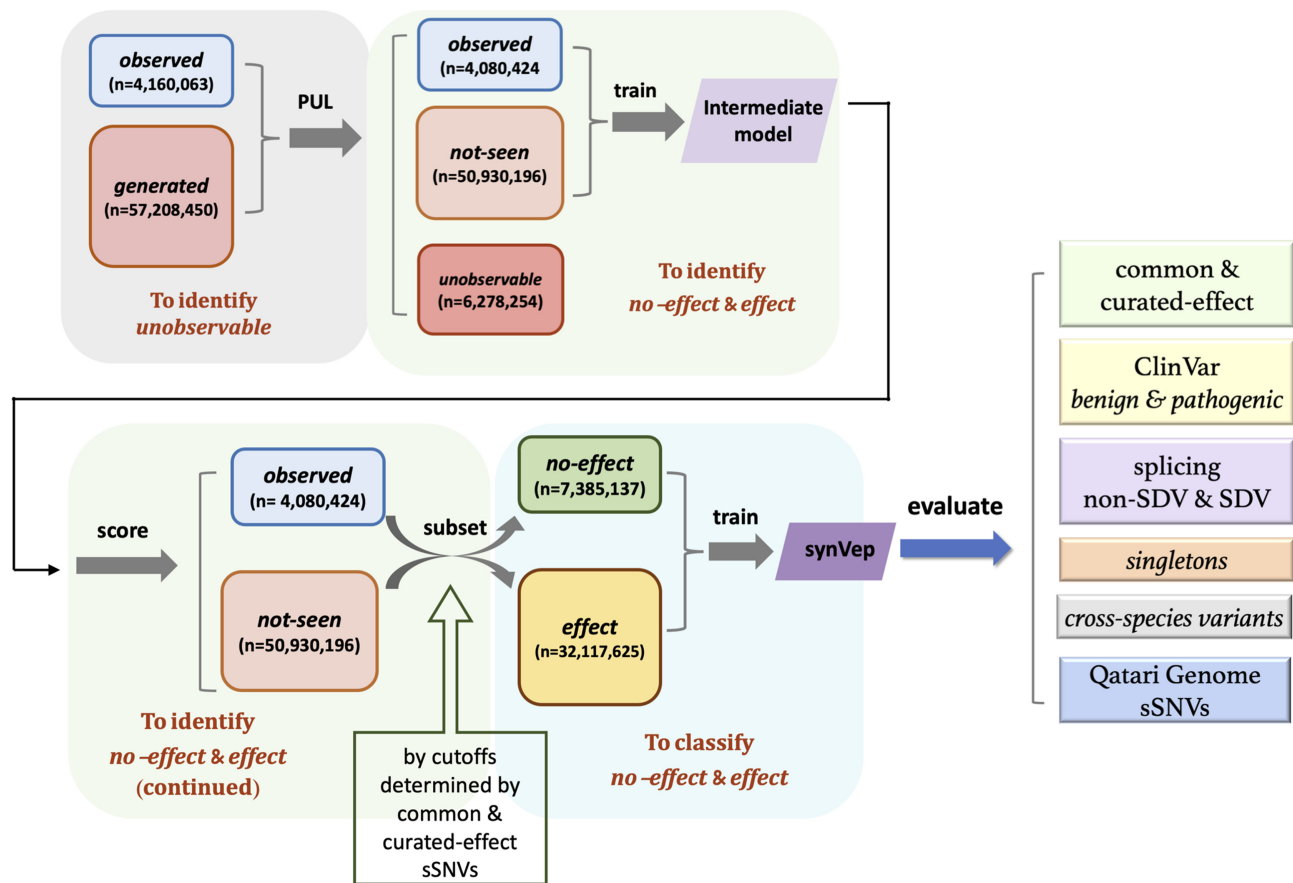 observed
(n=4,160,063)
generated
(n=57,208,450)
To identify
unobservable
PUL
observed
(n=4,080,424
not-seen
(n=50,930,196)
unobservable
(n=6,278,254)
train
Intermediate
model
To identify
no –effect & effect
score
observed
(n= 4,080,424)
not-seen
(n=50,930,196)
To identify
no –effect & effect
(continued)
subset
by cutoffs
determined by
common &
curated-effect
sSNVs
no-effect
(n=7,385,137)
effect
(n=32,117,625)
train
synVep
To classify
no –effect & effect
evaluate
common &
curated-effect
ClinVar
benign & pathogenic
splicing
non-SDV & SDV
singletons
cross-species variants
Qatari Genome
sSNVs